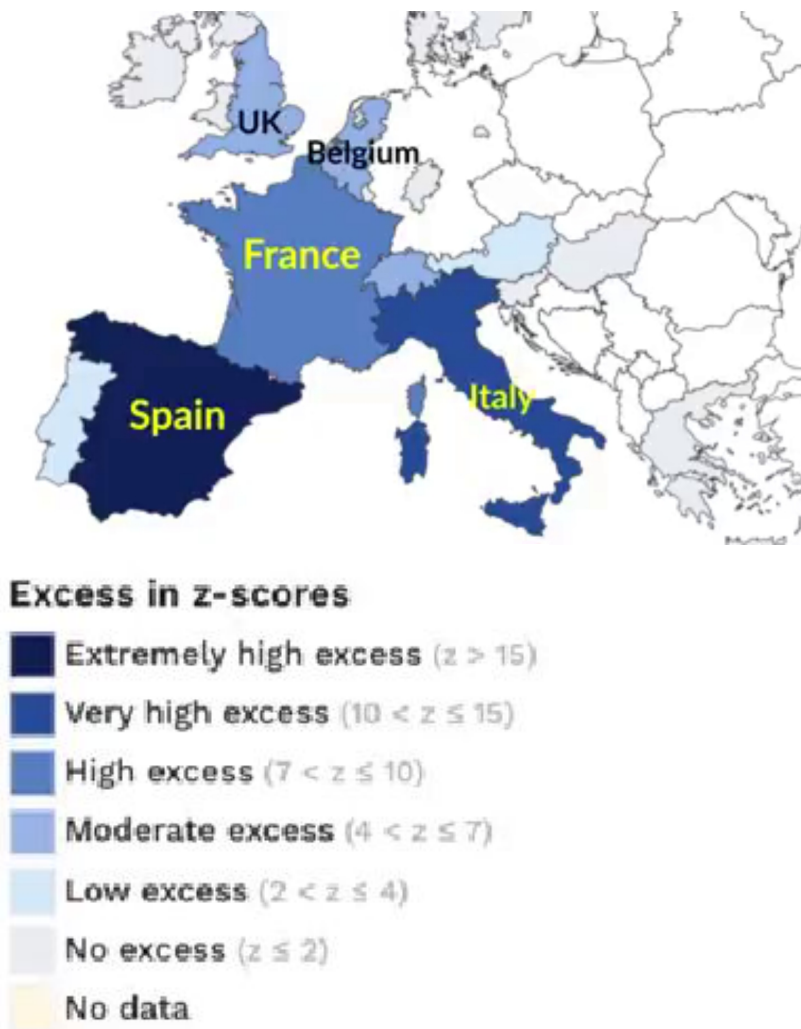 UK
Belgium
France
Spain
Italy
Excess in z-scores
Extremely high excess (z > 15)
Very high excess (10 < z ≤ 15)
High excess (7 < z ≤ 10)
Moderate excess (4 < z ≤ 7)
Low excess (2 < z ≤ 4)
No excess (z ≤ 2)
No data